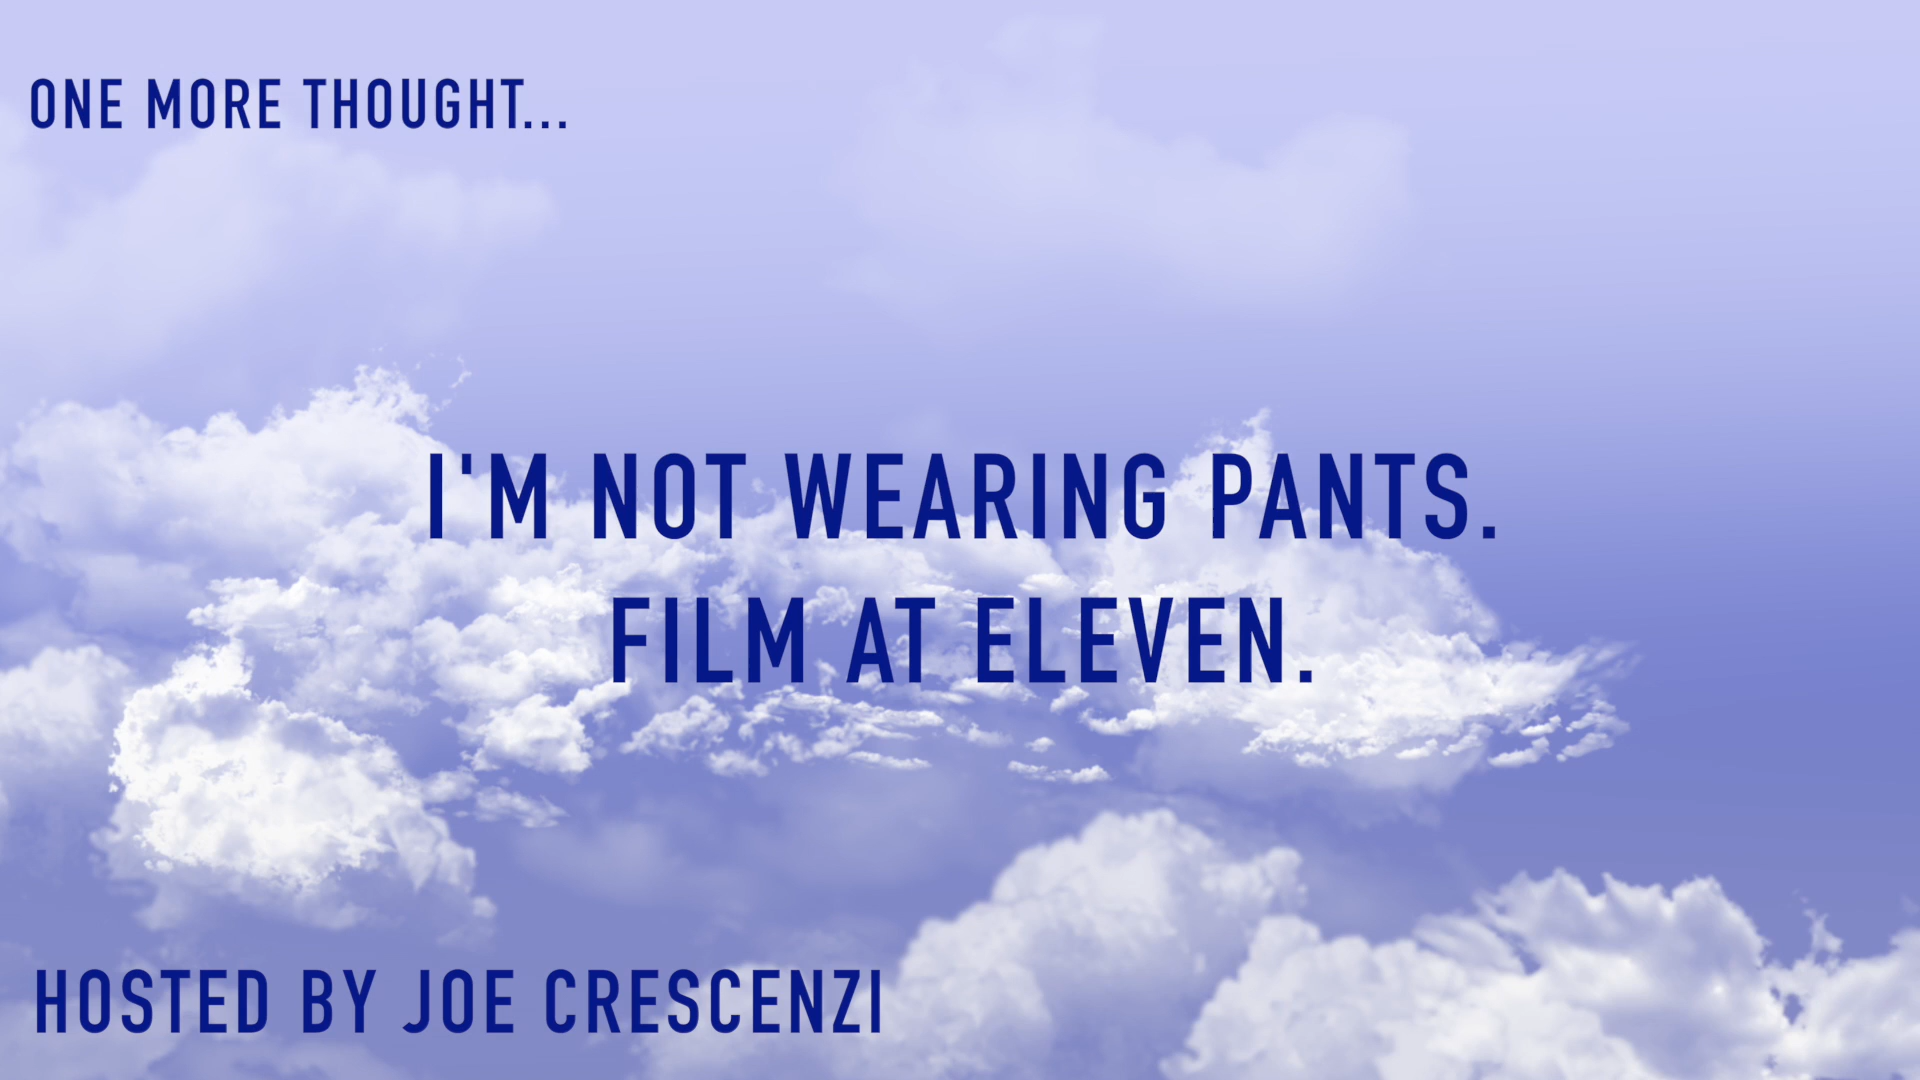 ONE MORE THOUGHT...
I'M NOT WEARING PANTS.
FILM AT ELEVEN.
HOSTED BY JOE CRESCENZI